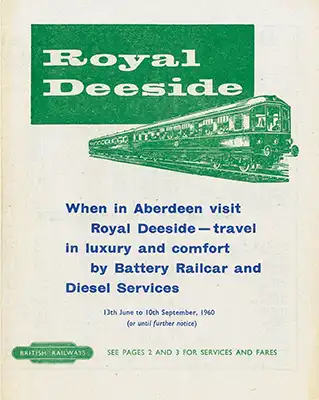 Royal
Deeside
When in Aberdeen visit
Royal Deeside — travel
in luxury and comfort
by Battery Railcar and
Diesel Services
13th June to 10th September, 1960
(or until further notice)
BRITISH RAILWAYS
SEE PAGES 2 AND 3 FOR SERVICES AND FARES